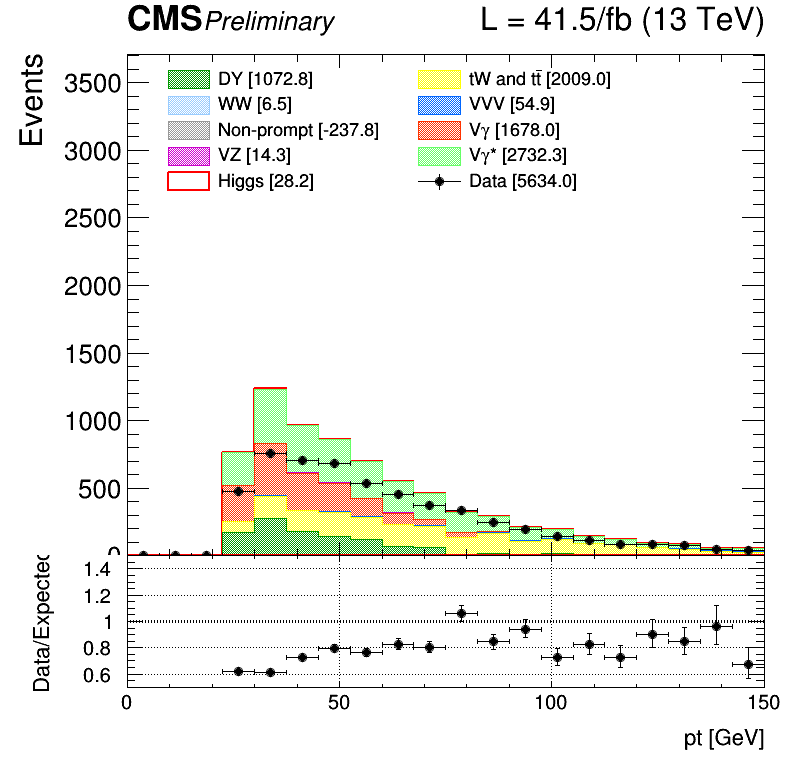 CMS Preliminary L = 41.5/fb (13 TeV)
Events
3500
3000
2500
2000
1500
1000
500
0
DY [1072.8]
tW and tt̄ [2009.0]
WW [6.5]
VVV [54.9]
Non-prompt [-237.8]
Vγ [1678.0]
VZ [14.3]
Vγ* [2732.3]
Higgs [28.2]
Data [5634.0]
Data/Expected
1.4
1.2
1
0.8
0.6
0 50 100 150
pt [GeV]